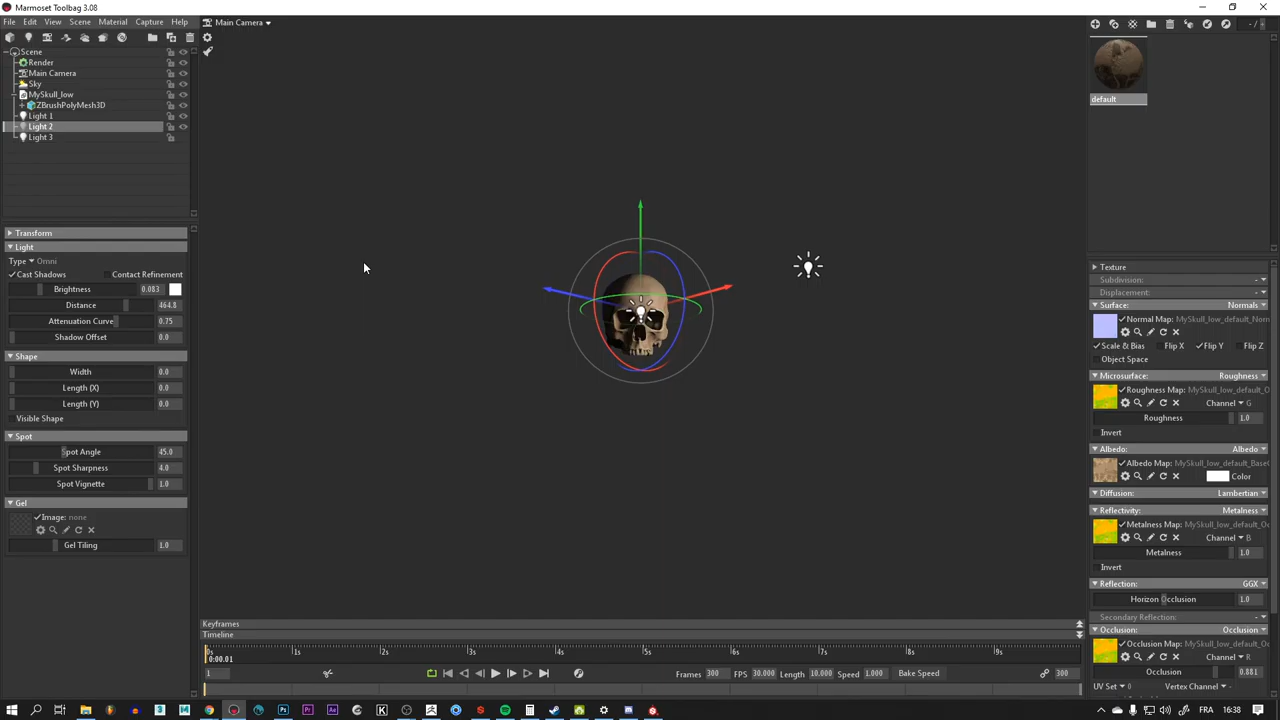 Marmoset Toolbag 3.08
File Edit View Scene Material Capture Help
Main Camera
Scene
Render
Main Camera
Sky
MySkull_low
ZBrushPolyMesh3D
Light 1
Light 2
Light 3
Transform
Light
Type Omni
Cast Shadows Contact Refinement
Brightness 0.083
Distance 464.8
Attenuation Curve 0.75
Shadow Offset 0.0
Shape
Width 0.0
Length (X) 0.0
Length (Y) 0.0
Visible Shape
Spot
Spot Angle 45.0
Spot Sharpness 4.0
Spot Vignette 1.0
Gel
Image: none
Gel Tiling 1.0
Keyframes
Timeline
0s 1s 2s 3s 4s 5s 6s 7s 8s 9s
0:00.01
1
Frames 300 FPS 30.000 Length 10.000 Speed 1.000 Bake Speed 300
- / -
default
Texture
Subdivision: -
Displacement: -
Surface: Normals
Normal Map: MySkull_low_default_Nor
Scale & Bias Flip X Flip Y Flip Z
Object Space
Microsurface: Roughness
Roughness Map: MySkull_low_default_O
Channel G
Roughness 1.0
Invert
Albedo: Albedo
Albedo Map: MySkull_low_default_Base
Color
Diffusion: Lambertian
Reflectivity: Metalness
Metalness Map: MySkull_low_default_Oc
Channel B
Metalness 1.0
Invert
Reflection: GGX
Horizon Occlusion 1.0
Secondary Reflection: -
Occlusion: Occlusion
Occlusion Map: MySkull_low_default_O
Channel R
Occlusion 0.881
UV Set 0 Vertex Channel -
FRA 16:38